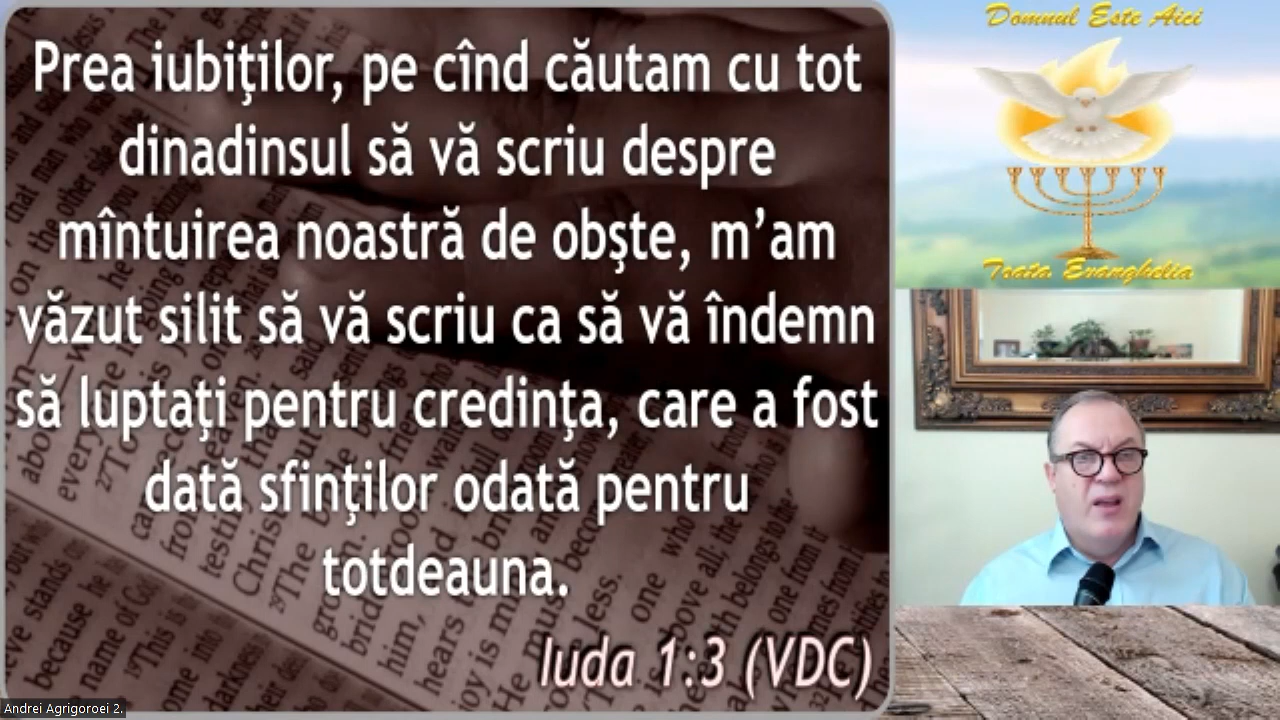 Prea iubiţilor, pe cînd căutam cu tot
dinadinsul să vă scriu despre
mîntuirea noastră de obşte, m’am
văzut silit să vă scriu ca să vă îndemn
să luptaţi pentru credinţa, care a fost
dată sfinţilor odată pentru
totdeauna.
Iuda 1:3 (VDC)
Domnul Este Aici
Toata Evanghelia
Andrei Agrigoroei 2.